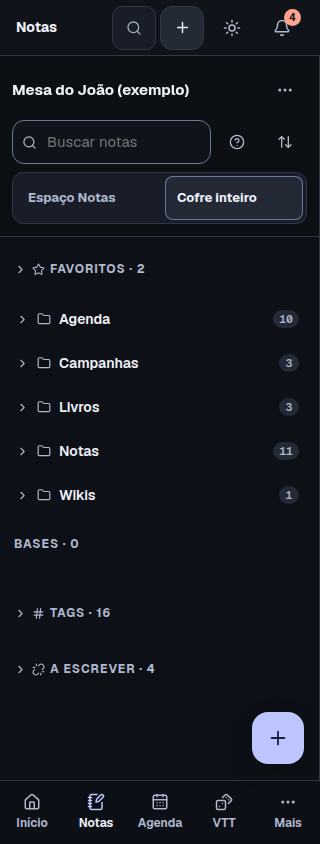 Notas
4
Mesa do João (exemplo)
Buscar notas
Espaço Notas
Cofre inteiro
FAVORITOS · 2
Agenda 10
Campanhas 3
Livros 3
Notas 11
Wikis 1
BASES · 0
TAGS · 16
A ESCREVER · 4
Início Notas Agenda VTT Mais